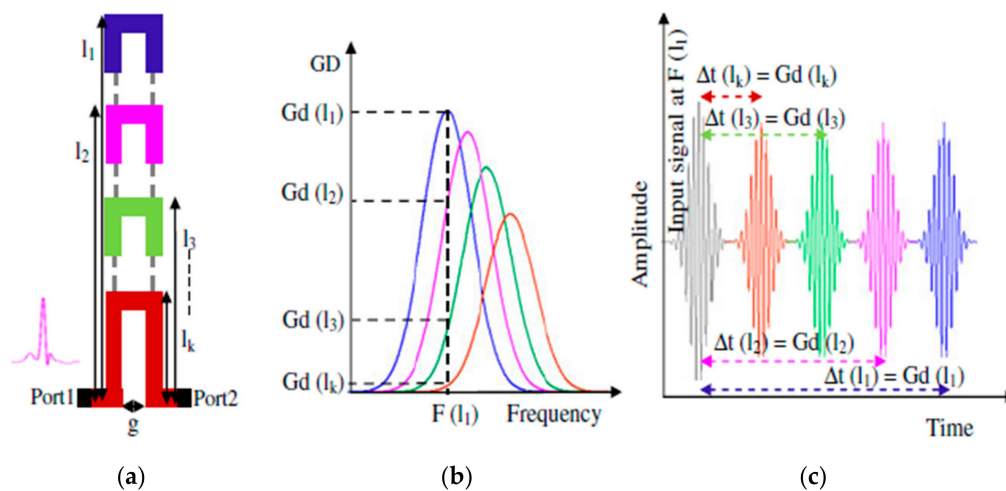 l₁
l₂
l₃
lₖ
Port1
Port2
g
(a)
GD
Gd (l₁)
Gd (l₂)
Gd (l₃)
Gd (lₖ)
F (l₁)
Frequency
(b)
Amplitude
Input signal at F (l₁)
Δt (lₖ) = Gd (lₖ)
Δt (l₃) = Gd (l₃)
Δt (l₂) = Gd (l₂)
Δt (l₁) = Gd (l₁)
Time
(c)